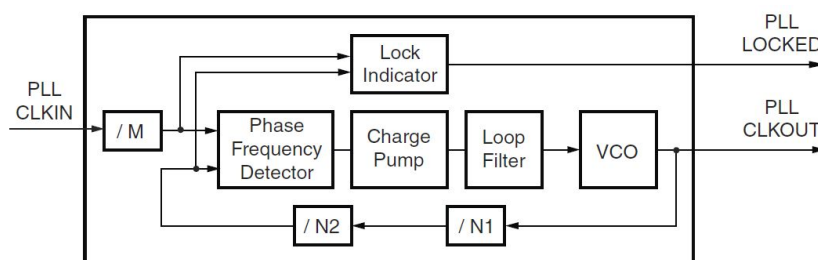 PLL
LOCKED
Lock
Indicator
PLL
CLKIN
/ M
Phase
Frequency
Detector
Charge
Pump
Loop
Filter
VCO
PLL
CLKOUT
/ N2
/ N1